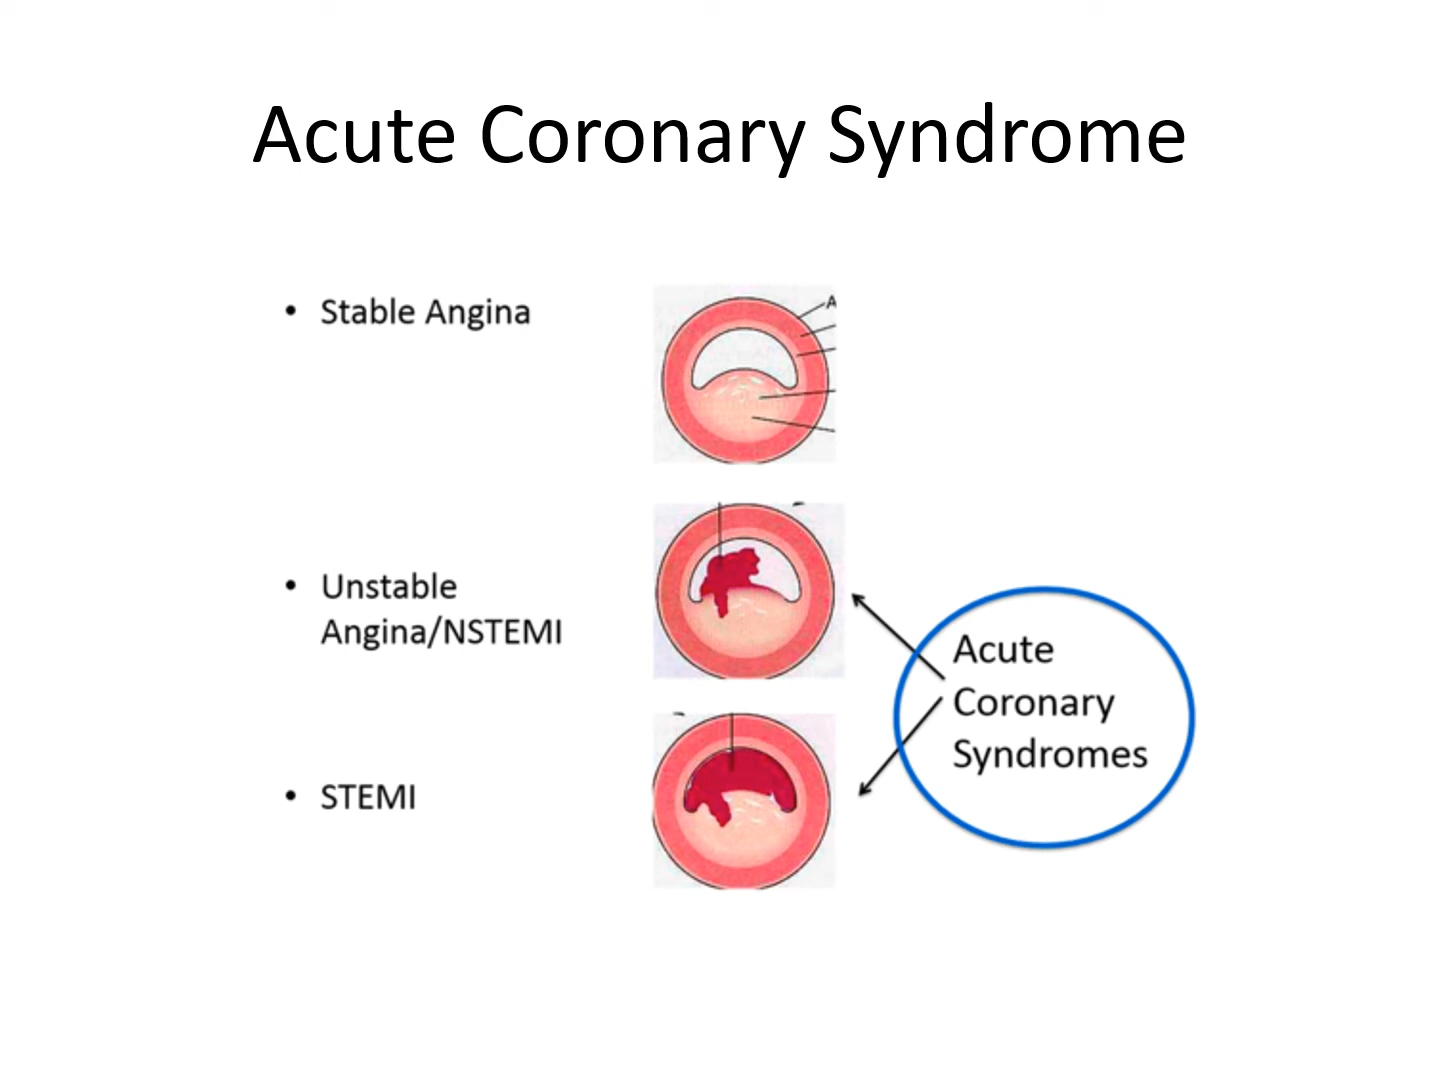 Acute Coronary Syndrome
• Stable Angina
A
• Unstable
Angina/NSTEMI
Acute
Coronary
Syndromes
• STEMI